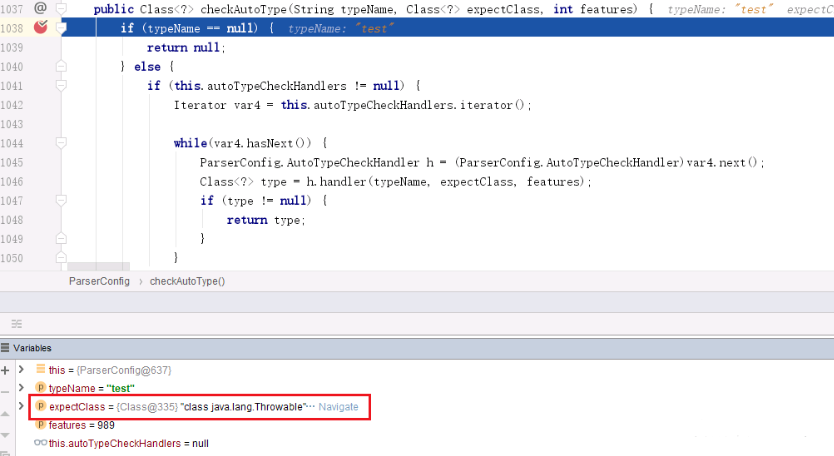 1037 @ public Class<?> checkAutoType(String typeName, Class<?> expectClass, int features) { typeName: "test" expectC
1038 if (typeName == null) { typeName: "test"
1039 return null;
1040 } else {
1041 if (this.autoTypeCheckHandlers != null) {
1042 Iterator var4 = this.autoTypeCheckHandlers.iterator();
1043
1044 while(var4.hasNext()) {
1045 ParserConfig.AutoTypeCheckHandler h = (ParserConfig.AutoTypeCheckHandler)var4.next();
1046 Class<?> type = h.handler(typeName, expectClass, features);
1047 if (type != null) {
1048 return type;
1049 }
1050 }
ParserConfig › checkAutoType()
Variables
this = {ParserConfig@637}
typeName = "test"
expectClass = {Class@335} "class java.lang.Throwable"… Navigate
features = 989
this.autoTypeCheckHandlers = null